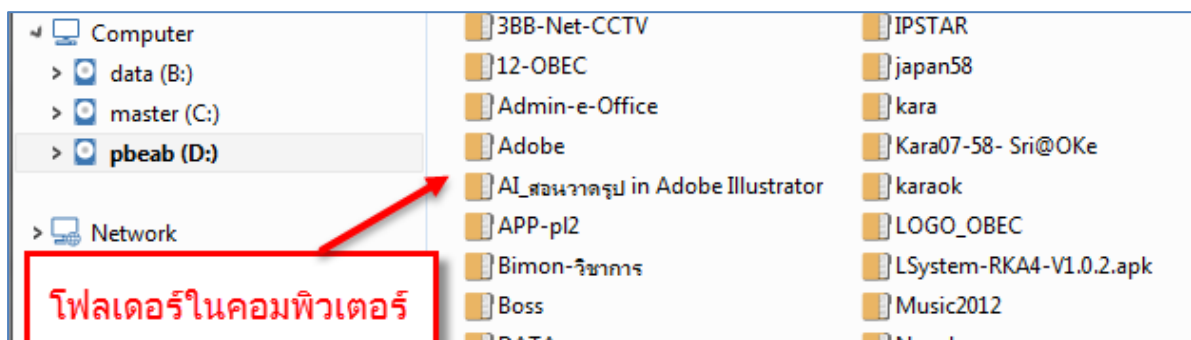 Computer
data (B:)
master (C:)
pbeab (D:)
Network
โฟลเดอร์ในคอมพิวเตอร์
3BB-Net-CCTV
12-OBEC
Admin-e-Office
Adobe
AI_สอนวาดรูป in Adobe Illustrator
APP-pl2
Bimon-วิชาการ
Boss
DATA
IPSTAR
japan58
kara
Kara07-58- Sri@OKe
karaok
LOGO_OBEC
LSystem-RKA4-V1.0.2.apk
Music2012